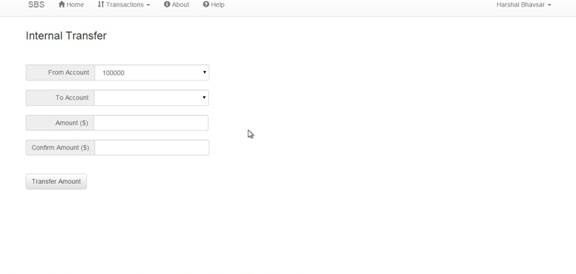 SBS Home Transactions About Help Harshal Bhavsar
Internal Transfer
From Account 100000
To Account
Amount ($)
Confirm Amount ($)
Transfer Amount